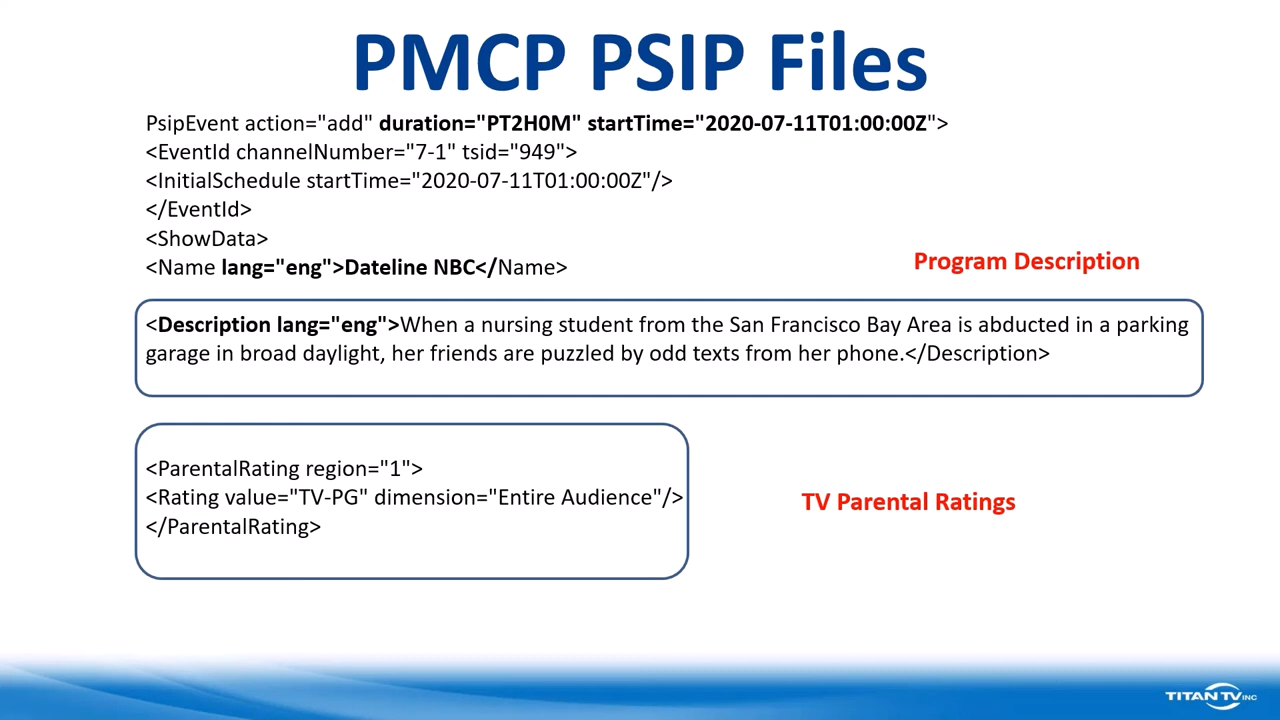 PMCP PSIP Files
PsipEvent action="add" duration="PT2H0M" startTime="2020-07-11T01:00:00Z">
<EventId channelNumber="7-1" tsid="949">
<InitialSchedule startTime="2020-07-11T01:00:00Z"/>
</EventId>
<ShowData>
<Name lang="eng">Dateline NBC</Name>
Program Description
<Description lang="eng">When a nursing student from the San Francisco Bay Area is abducted in a parking
garage in broad daylight, her friends are puzzled by odd texts from her phone.</Description>
<ParentalRating region="1">
<Rating value="TV-PG" dimension="Entire Audience"/>
</ParentalRating>
TV Parental Ratings
TITAN TV INC